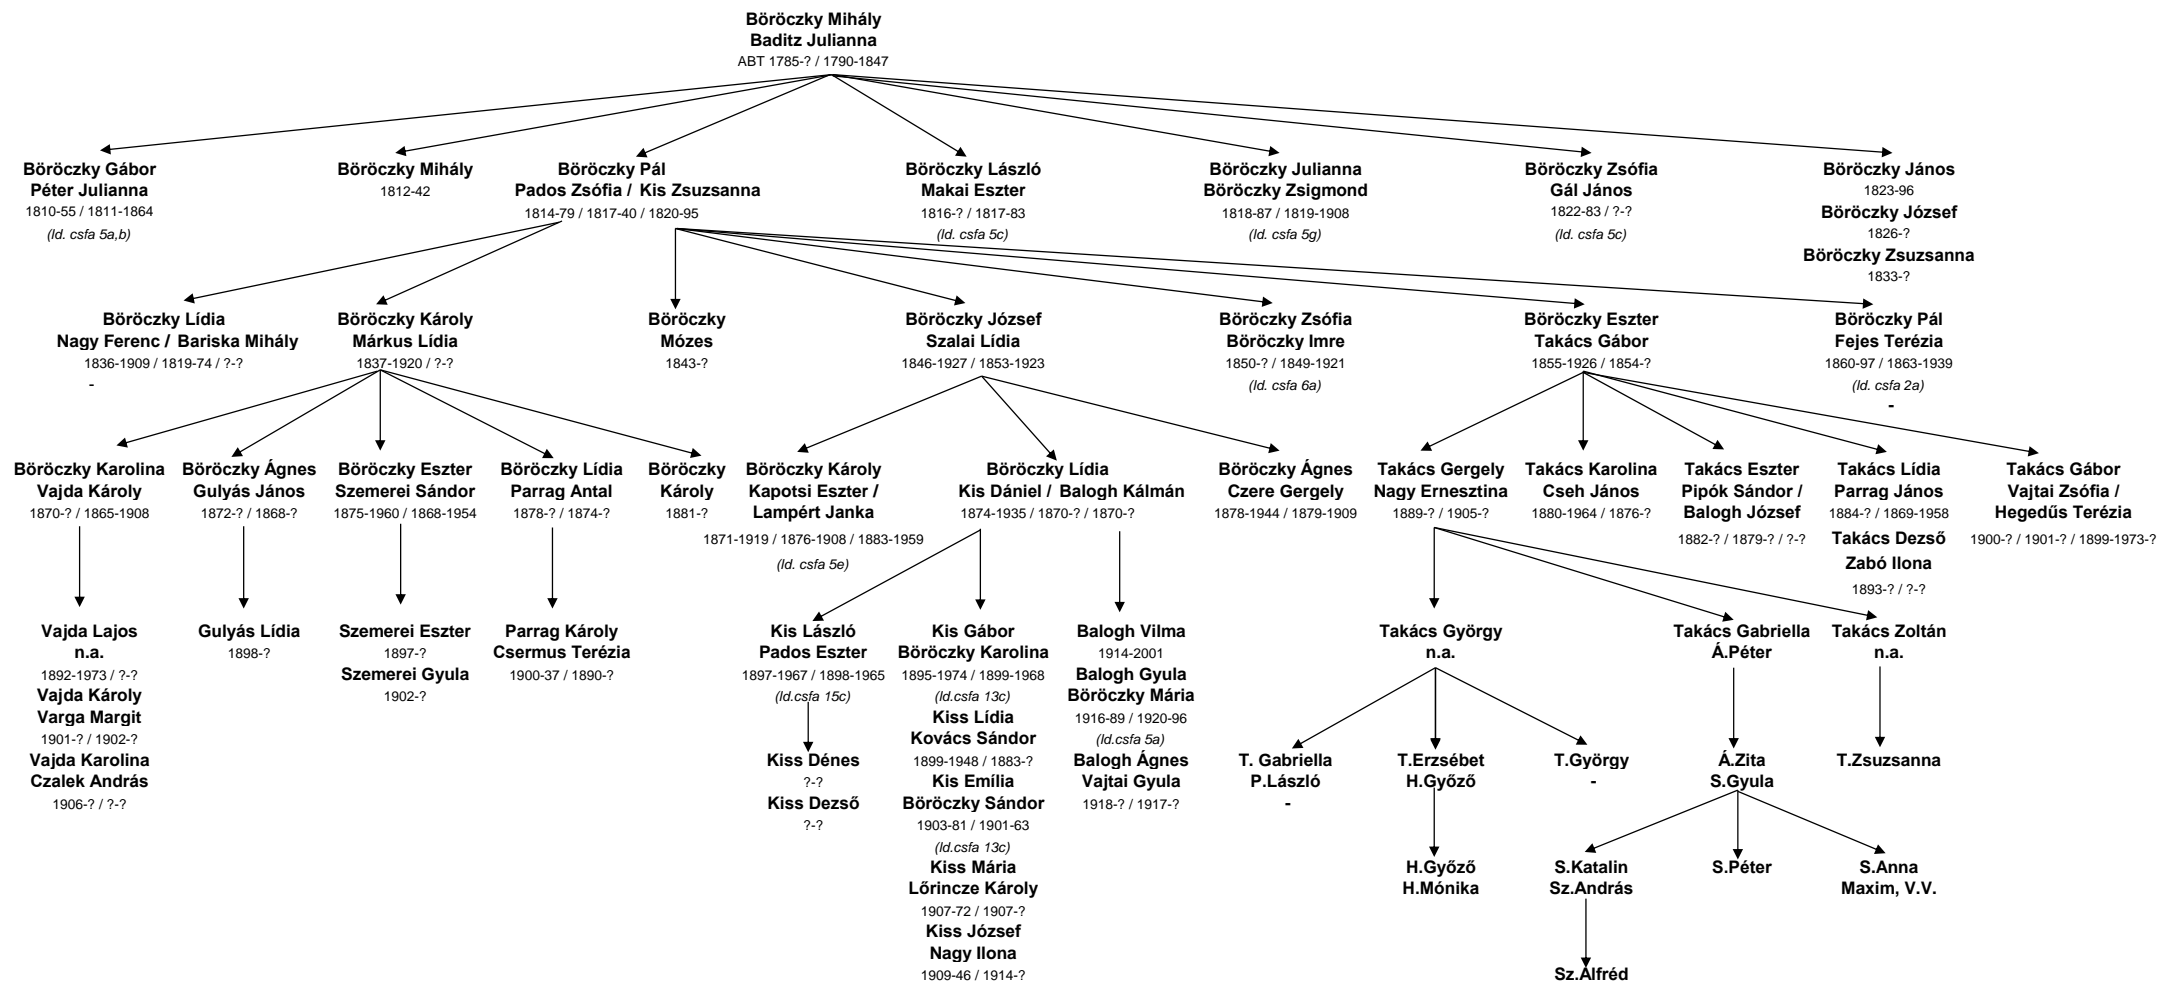 Böröczky Mihály
Baditz Julianna
ABT 1785-? / 1790-1847
Böröczky Gábor
Péter Julianna
1810-55 / 1811-1864
(ld. csfa 5a,b)
Böröczky Mihály
1812-42
Böröczky Pál
Pados Zsófia / Kis Zsuzsanna
1814-79 / 1817-40 / 1820-95
Böröczky László
Makai Eszter
1816-? / 1817-83
(ld. csfa 5c)
Böröczky Julianna
Böröczky Zsigmond
1818-87 / 1819-1908
(ld. csfa 5g)
Böröczky Zsófia
Gál János
1822-83 / ?-?
(ld. csfa 5c)
Böröczky János
1823-96
Böröczky József
1826-?
Böröczky Zsuzsanna
1833-?
Böröczky Lídia
Nagy Ferenc / Bariska Mihály
1836-1909 / 1819-74 / ?-?
-
Böröczky Károly
Márkus Lídia
1837-1920 / ?-?
Böröczky
Mózes
1843-?
Böröczky József
Szalai Lídia
1846-1927 / 1853-1923
Böröczky Zsófia
Böröczky Imre
1850-? / 1849-1921
(ld. csfa 6a)
Böröczky Eszter
Takács Gábor
1855-1926 / 1854-?
Böröczky Pál
Fejes Terézia
1860-97 / 1863-1939
(ld. csfa 2a)
-
Böröczky Karolina
Vajda Károly
1870-? / 1865-1908
Böröczky Ágnes
Gulyás János
1872-? / 1868-?
Böröczky Eszter
Szemerei Sándor
1875-1960 / 1868-1954
Böröczky Lídia
Parrag Antal
1878-? / 1874-?
Böröczky
Károly
1881-?
Böröczky Károly
Kapotsi Eszter /
Lampért Janka
1871-1919 / 1876-1908 / 1883-1959
(ld. csfa 5e)
Böröczky Lídia
Kis Dániel / Balogh Kálmán
1874-1935 / 1870-? / 1870-?
Böröczky Ágnes
Czere Gergely
1878-1944 / 1879-1909
Takács Gergely
Nagy Ernesztina
1889-? / 1905-?
Takács Karolina
Cseh János
1880-1964 / 1876-?
Takács Eszter
Pipók Sándor /
Balogh József
1882-? / 1879-? / ?-?
Takács Lídia
Parrag János
1884-? / 1869-1958
Takács Dezső
Zabó Ilona
1893-? / ?-?
Takács Gábor
Vajtai Zsófia /
Hegedűs Terézia
1900-? / 1901-? / 1899-1973-?
Vajda Lajos
n.a.
1892-1973 / ?-?
Vajda Károly
Varga Margit
1901-? / 1902-?
Vajda Karolina
Czalek András
1906-? / ?-?
Gulyás Lídia
1898-?
Szemerei Eszter
1897-?
Szemerei Gyula
1902-?
Parrag Károly
Csermus Terézia
1900-37 / 1890-?
Kis László
Pados Eszter
1897-1967 / 1898-1965
(ld.csfa 15c)
Kiss Dénes
?-?
Kiss Dezső
?-?
Kis Gábor
Böröczky Karolina
1895-1974 / 1899-1968
(ld.csfa 13c)
Kiss Lídia
Kovács Sándor
1899-1948 / 1883-?
Kis Emília
Böröczky Sándor
1903-81 / 1901-63
(ld.csfa 13c)
Kiss Mária
Lőrincze Károly
1907-72 / 1907-?
Kiss József
Nagy Ilona
1909-46 / 1914-?
Balogh Vilma
1914-2001
Balogh Gyula
Böröczky Mária
1916-89 / 1920-96
(ld.csfa 5a)
Balogh Ágnes
Vajtai Gyula
1918-? / 1917-?
Takács György
n.a.
Takács Gabriella
Á.Péter
Takács Zoltán
n.a.
T. Gabriella
P.László
-
T.Erzsébet
H.Győző
T.György
-
Á.Zita
S.Gyula
T.Zsuzsanna
H.Győző
H.Mónika
S.Katalin
Sz.András
S.Péter
S.Anna
Maxim, V.V.
Sz.Alfréd